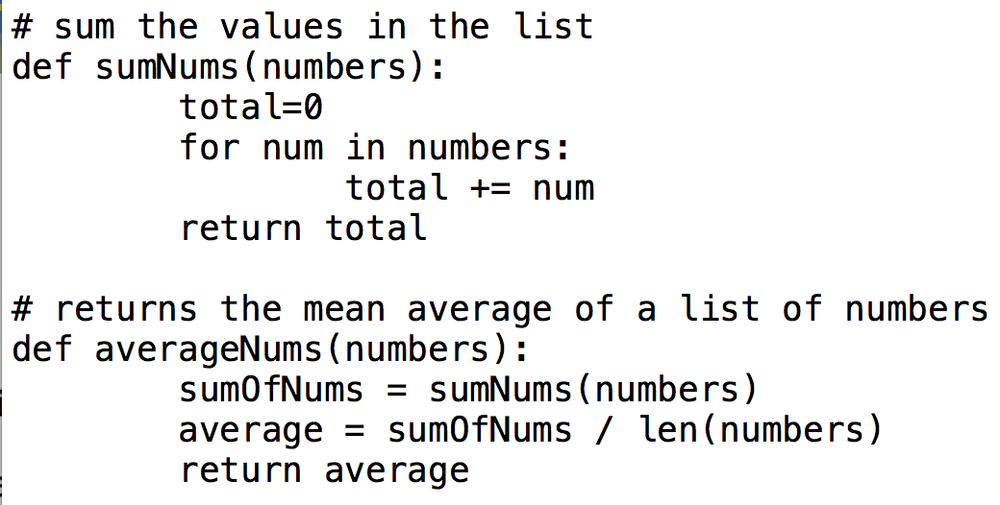 # sum the values in the list
def sumNums(numbers):
        total=0
        for num in numbers:
                total += num
        return total

# returns the mean average of a list of numbers
def averageNums(numbers):
        sumOfNums = sumNums(numbers)
        average = sumOfNums / len(numbers)
        return average